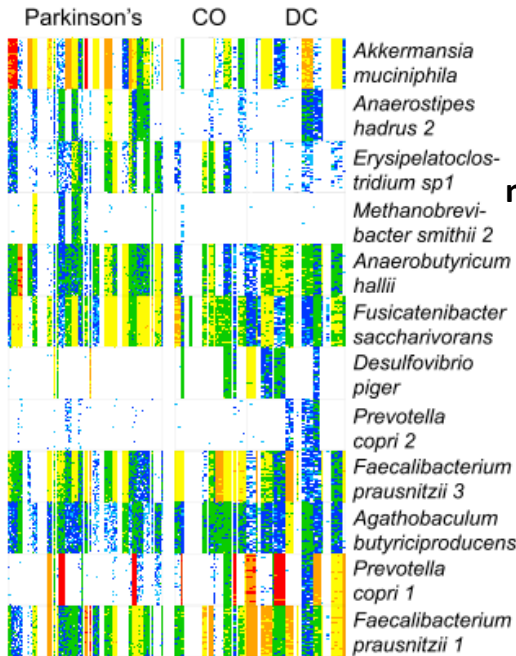 Parkinson's CO DC
Akkermansia
muciniphila
Anaerostipes
hadrus 2
Erysipelatoclos-
tridium sp1
r
Methanobrevi-
bacter smithii 2
Anaerobutyricum
hallii
Fusicatenibacter
saccharivorans
Desulfovibrio
piger
Prevotella
copri 2
Faecalibacterium
prausnitzii 3
Agathobaculum
butyriciproducens
Prevotella
copri 1
Faecalibacterium
prausnitzii 1